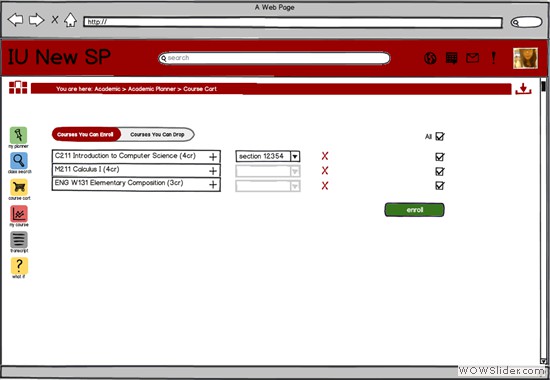 A Web Page
http://
IU New SP
search
You are here: Academic > Academic Planner > Course Cart
Courses You Can Enroll
Courses You Can Drop
All
my planner
class search
course cart
my course
transcript
what if
C211 Introduction to Computer Science (4cr)
section 12354
X
M211 Calculus I (4cr)
X
ENG W131 Elementary Composition (3cr)
X
enroll
WOWSlider.com